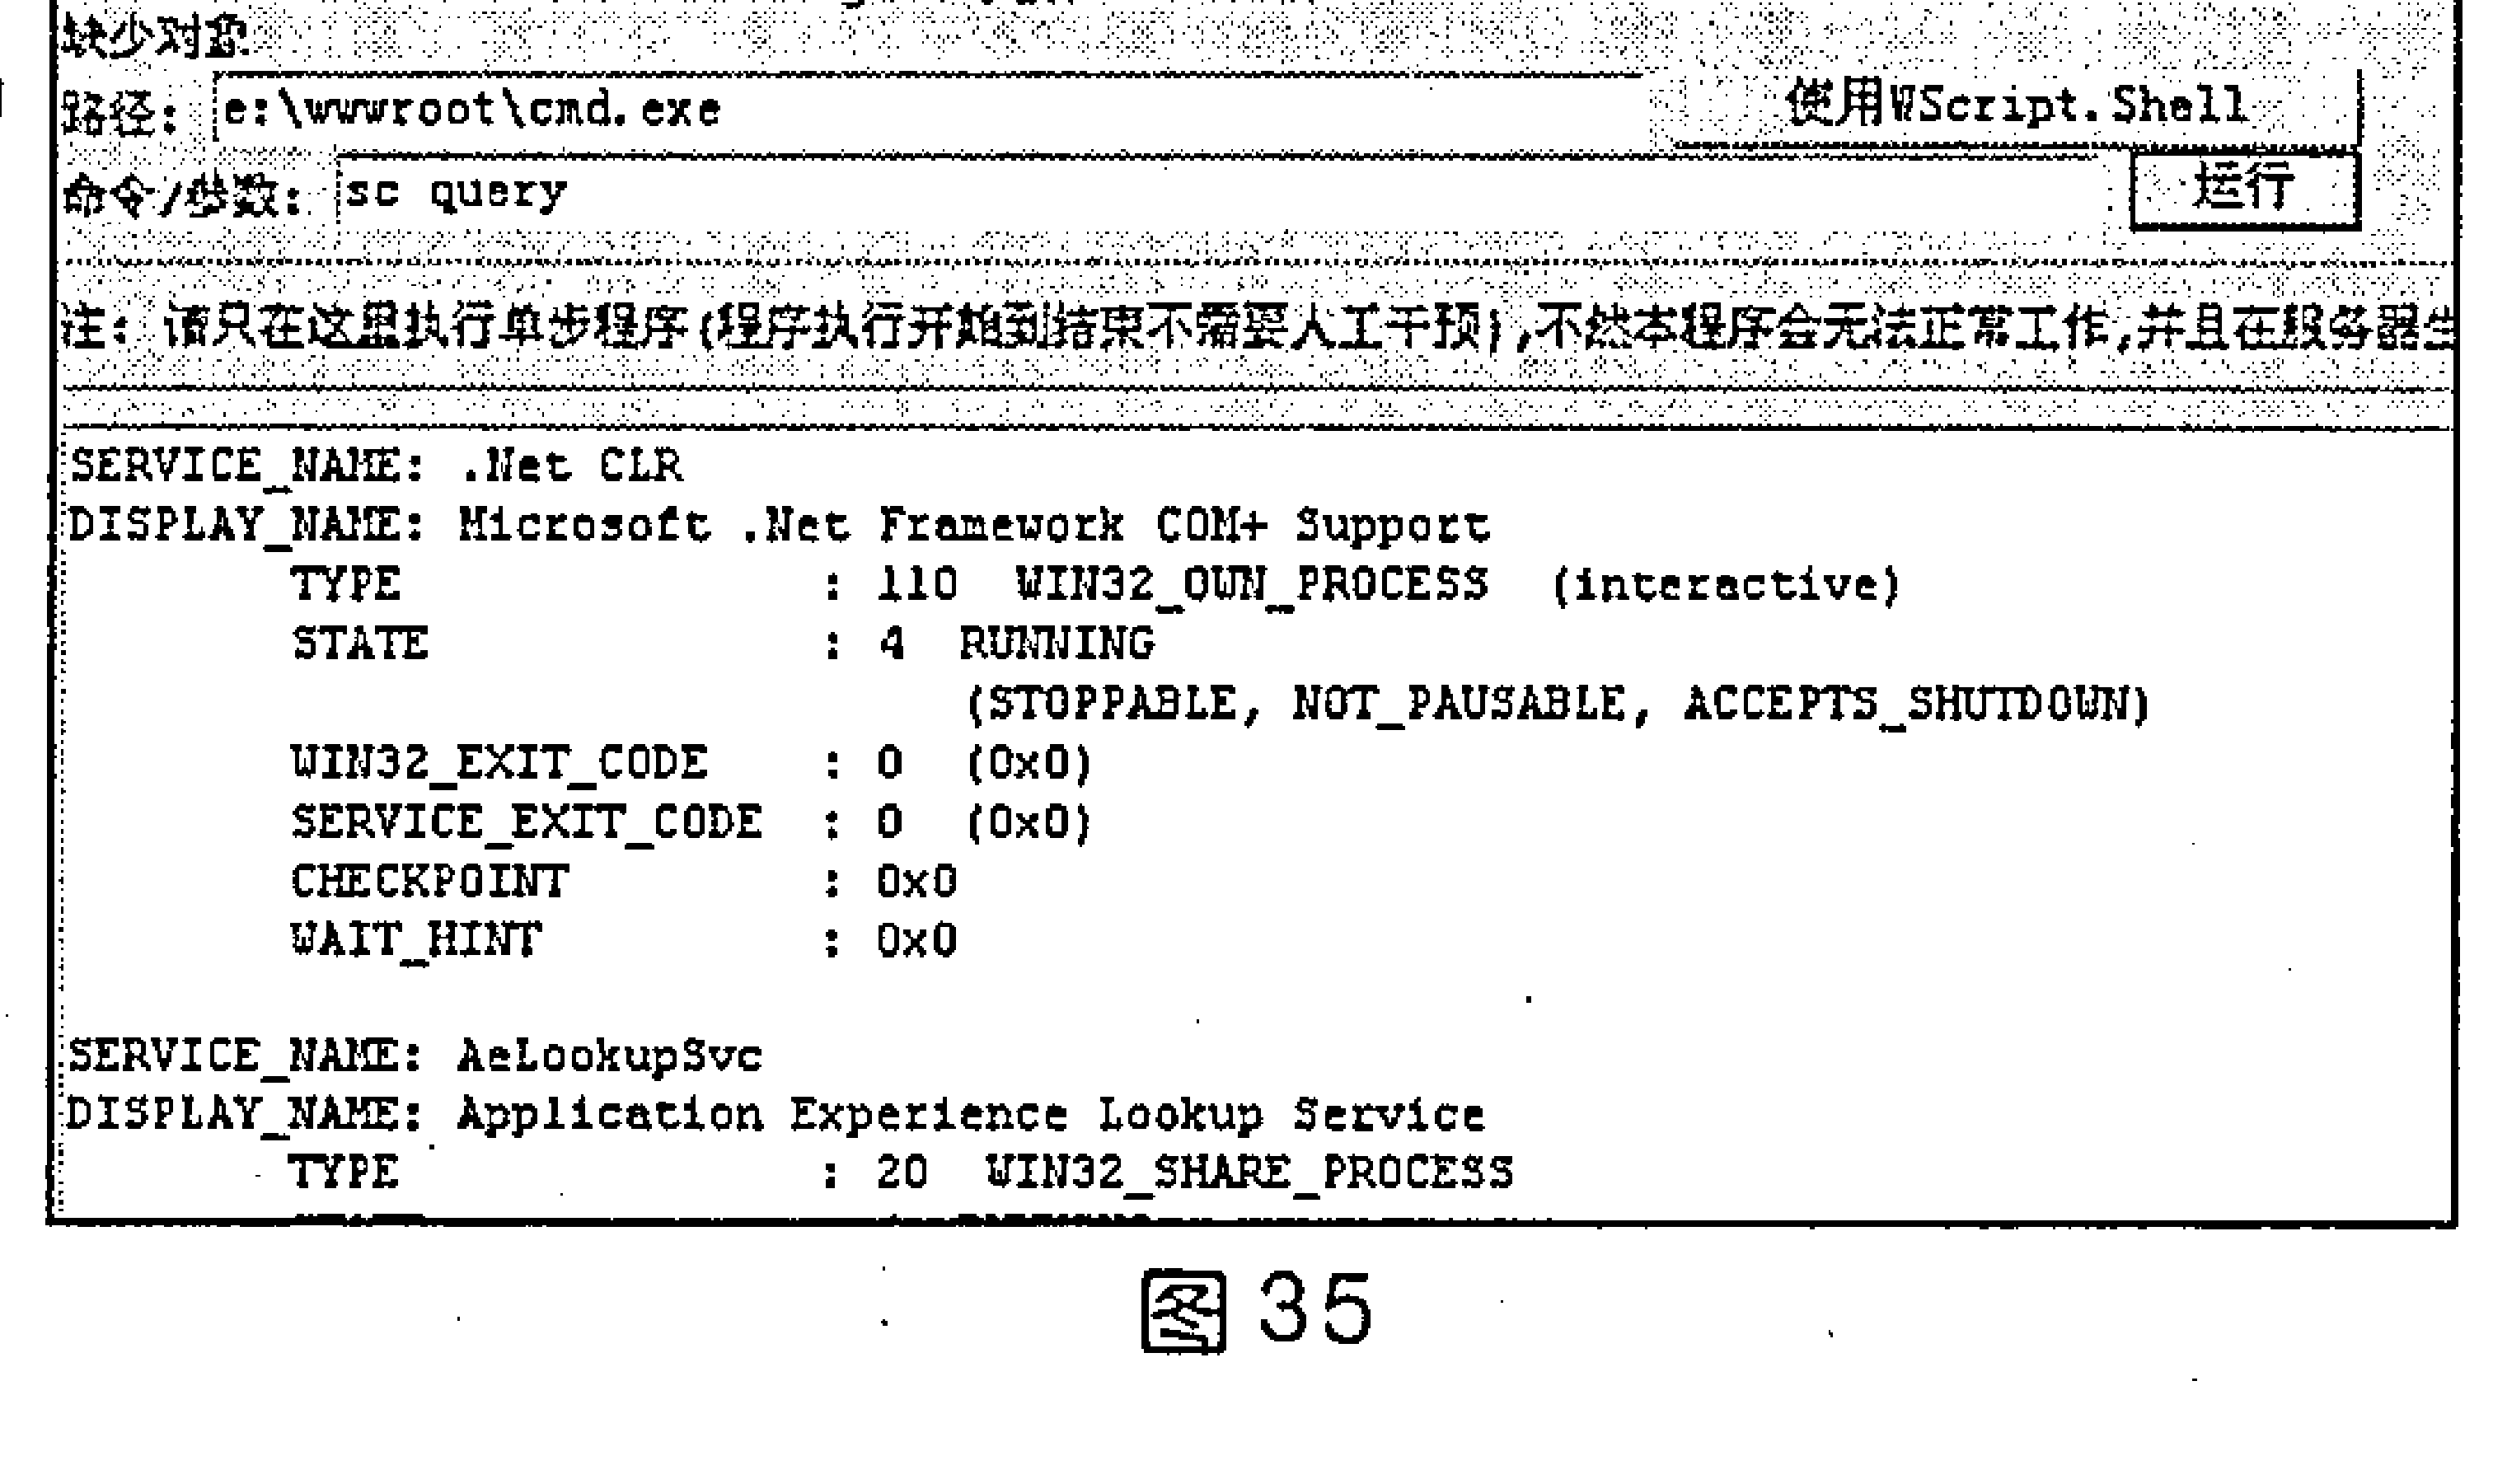 缺少对象
路径: e:\wwwroot\cmd.exe 使用WScript.Shell
命令/参数: sc query 运行
注: 请只在这里执行单步程序(程序执行开始到结束不需要人工干预),不然本程序会无法正常工作,并且在服务器生
SERVICE_NAME: .Net CLR
DISPLAY_NAME: Microsoft .Net Framework COM+ Support
TYPE : 110 WIN32_OWN_PROCESS (interactive)
STATE : 4 RUNNING
(STOPPABLE, NOT_PAUSABLE, ACCEPTS_SHUTDOWN)
WIN32_EXIT_CODE : 0 (0x0)
SERVICE_EXIT_CODE : 0 (0x0)
CHECKPOINT : 0x0
WAIT_HINT : 0x0
SERVICE_NAME: AeLookupSvc
DISPLAY_NAME: Application Experience Lookup Service
TYPE : 20 WIN32_SHARE_PROCESS
图 35